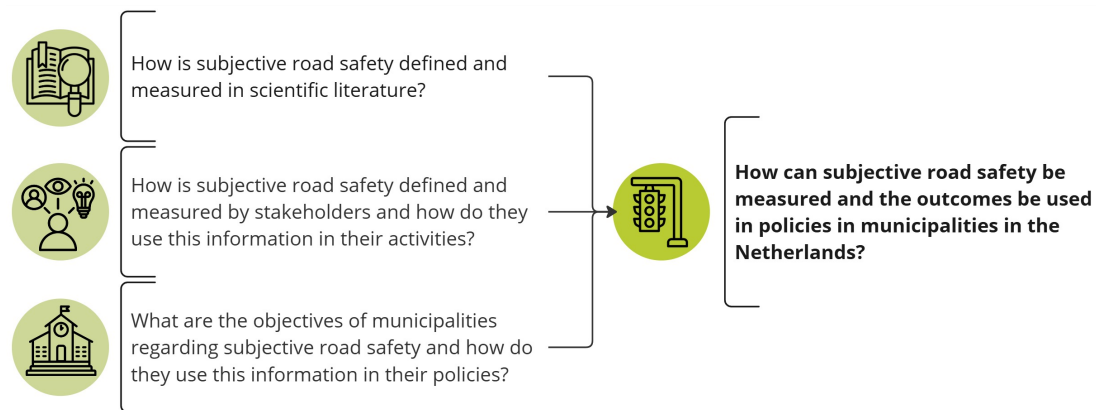 How is subjective road safety defined and
measured in scientific literature?
How is subjective road safety defined and
measured by stakeholders and how do they
use this information in their activities?
What are the objectives of municipalities
regarding subjective road safety and how do
they use this information in their policies?
How can subjective road safety be
measured and the outcomes be used
in policies in municipalities in the
Netherlands?